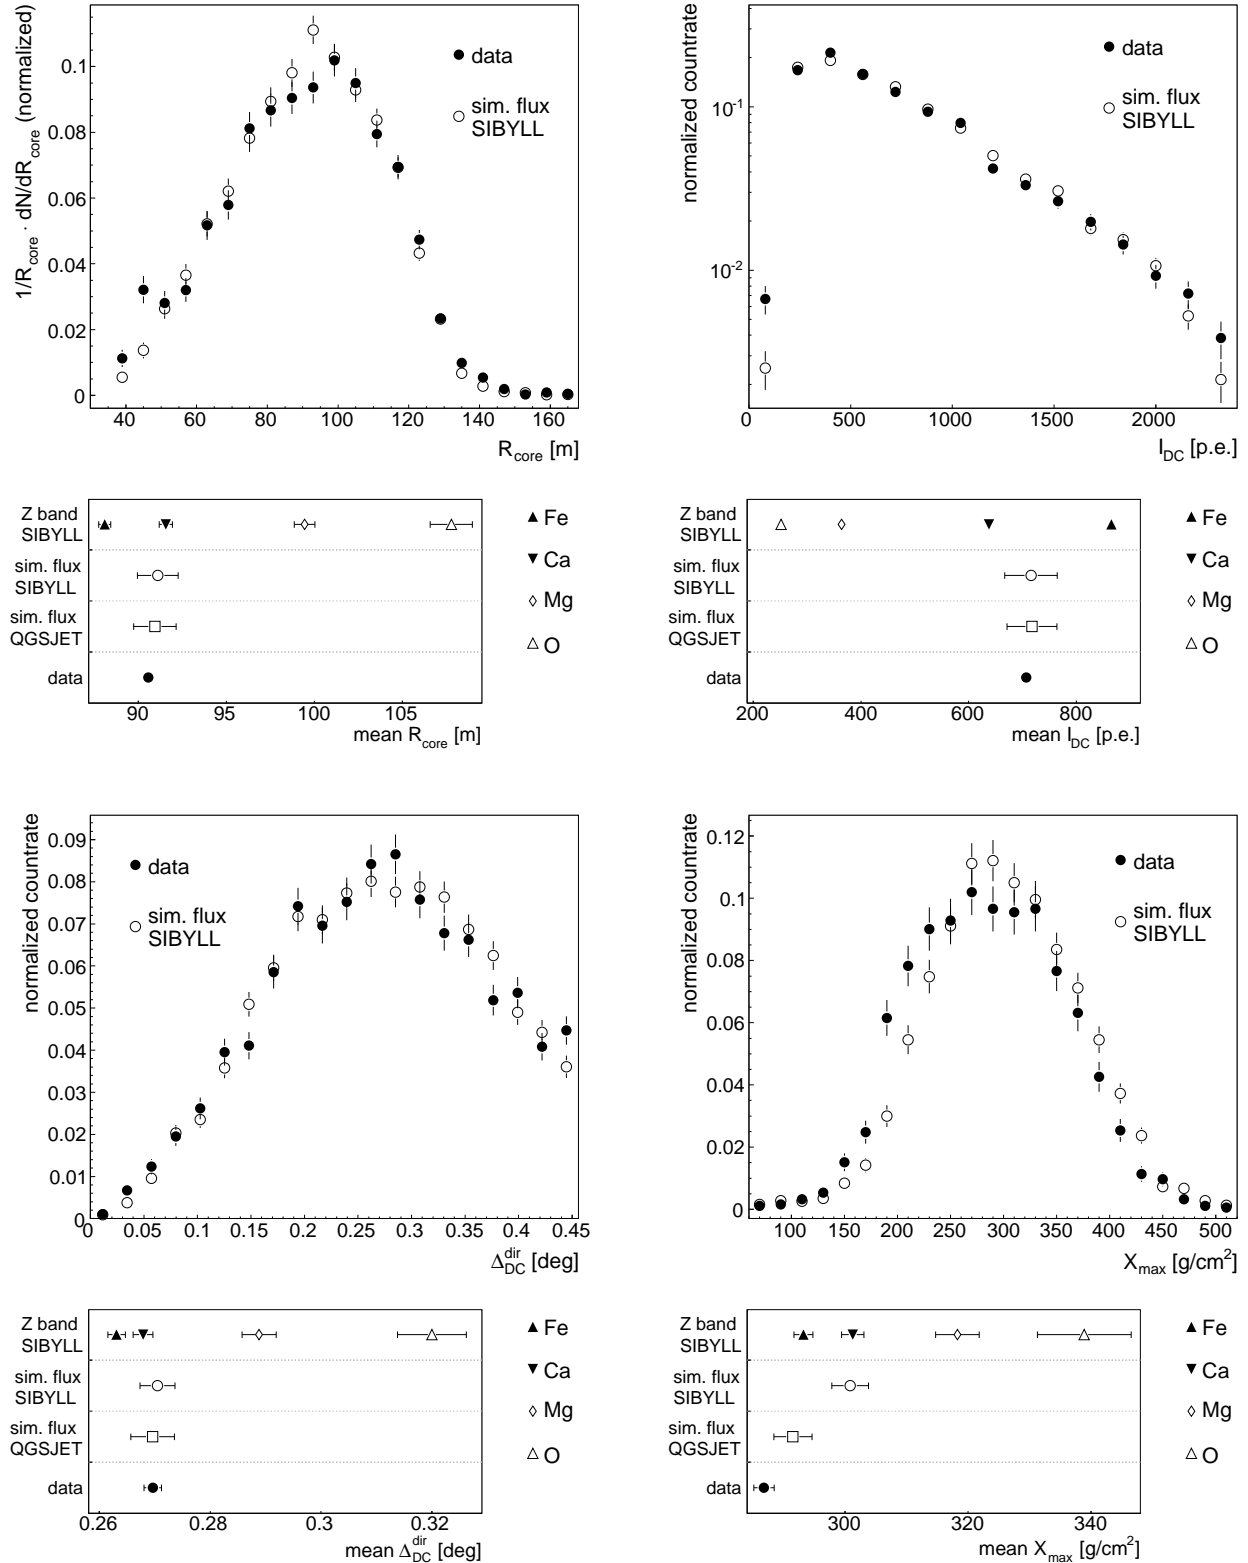 1/R_core · dN/dR_core (normalized)
0.1
0.08
0.06
0.04
0.02
0
data
sim. flux
SIBYLL
40 60 80 100 120 140 160
R_core [m]
normalized countrate
10^-1
10^-2
data
sim. flux
SIBYLL
0 500 1000 1500 2000
I_DC [p.e.]
Z band
SIBYLL
sim. flux
SIBYLL
sim. flux
QGSJET
data
Fe
Ca
Mg
O
90 95 100 105
mean R_core [m]
Z band
SIBYLL
sim. flux
SIBYLL
sim. flux
QGSJET
data
Fe
Ca
Mg
O
200 400 600 800
mean I_DC [p.e.]
normalized countrate
0.09
0.08
0.07
0.06
0.05
0.04
0.03
0.02
0.01
0
data
sim. flux
SIBYLL
0 0.05 0.1 0.15 0.2 0.25 0.3 0.35 0.4 0.45
Δ_DC^dir [deg]
normalized countrate
0.12
0.1
0.08
0.06
0.04
0.02
0
data
sim. flux
SIBYLL
100 150 200 250 300 350 400 450 500
X_max [g/cm²]
Z band
SIBYLL
sim. flux
SIBYLL
sim. flux
QGSJET
data
Fe
Ca
Mg
O
0.26 0.28 0.3 0.32
mean Δ_DC^dir [deg]
Z band
SIBYLL
sim. flux
SIBYLL
sim. flux
QGSJET
data
Fe
Ca
Mg
O
300 320 340
mean X_max [g/cm²]